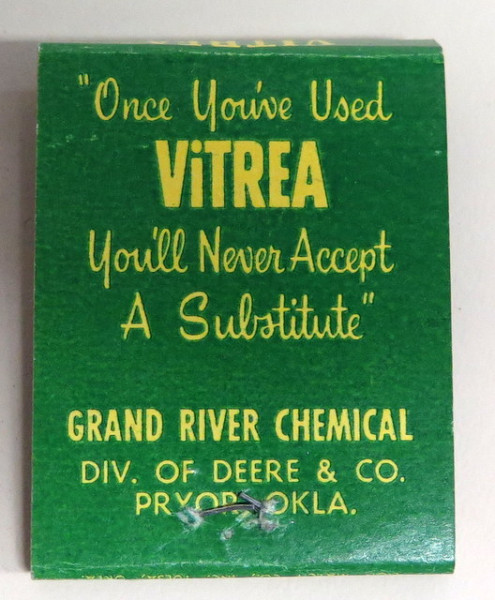 VITREA
"Once You've Used
ViTREA
You'll Never Accept
A Substitute"
GRAND RIVER CHEMICAL
DIV. OF DEERE & CO.
PRYOR, OKLA.